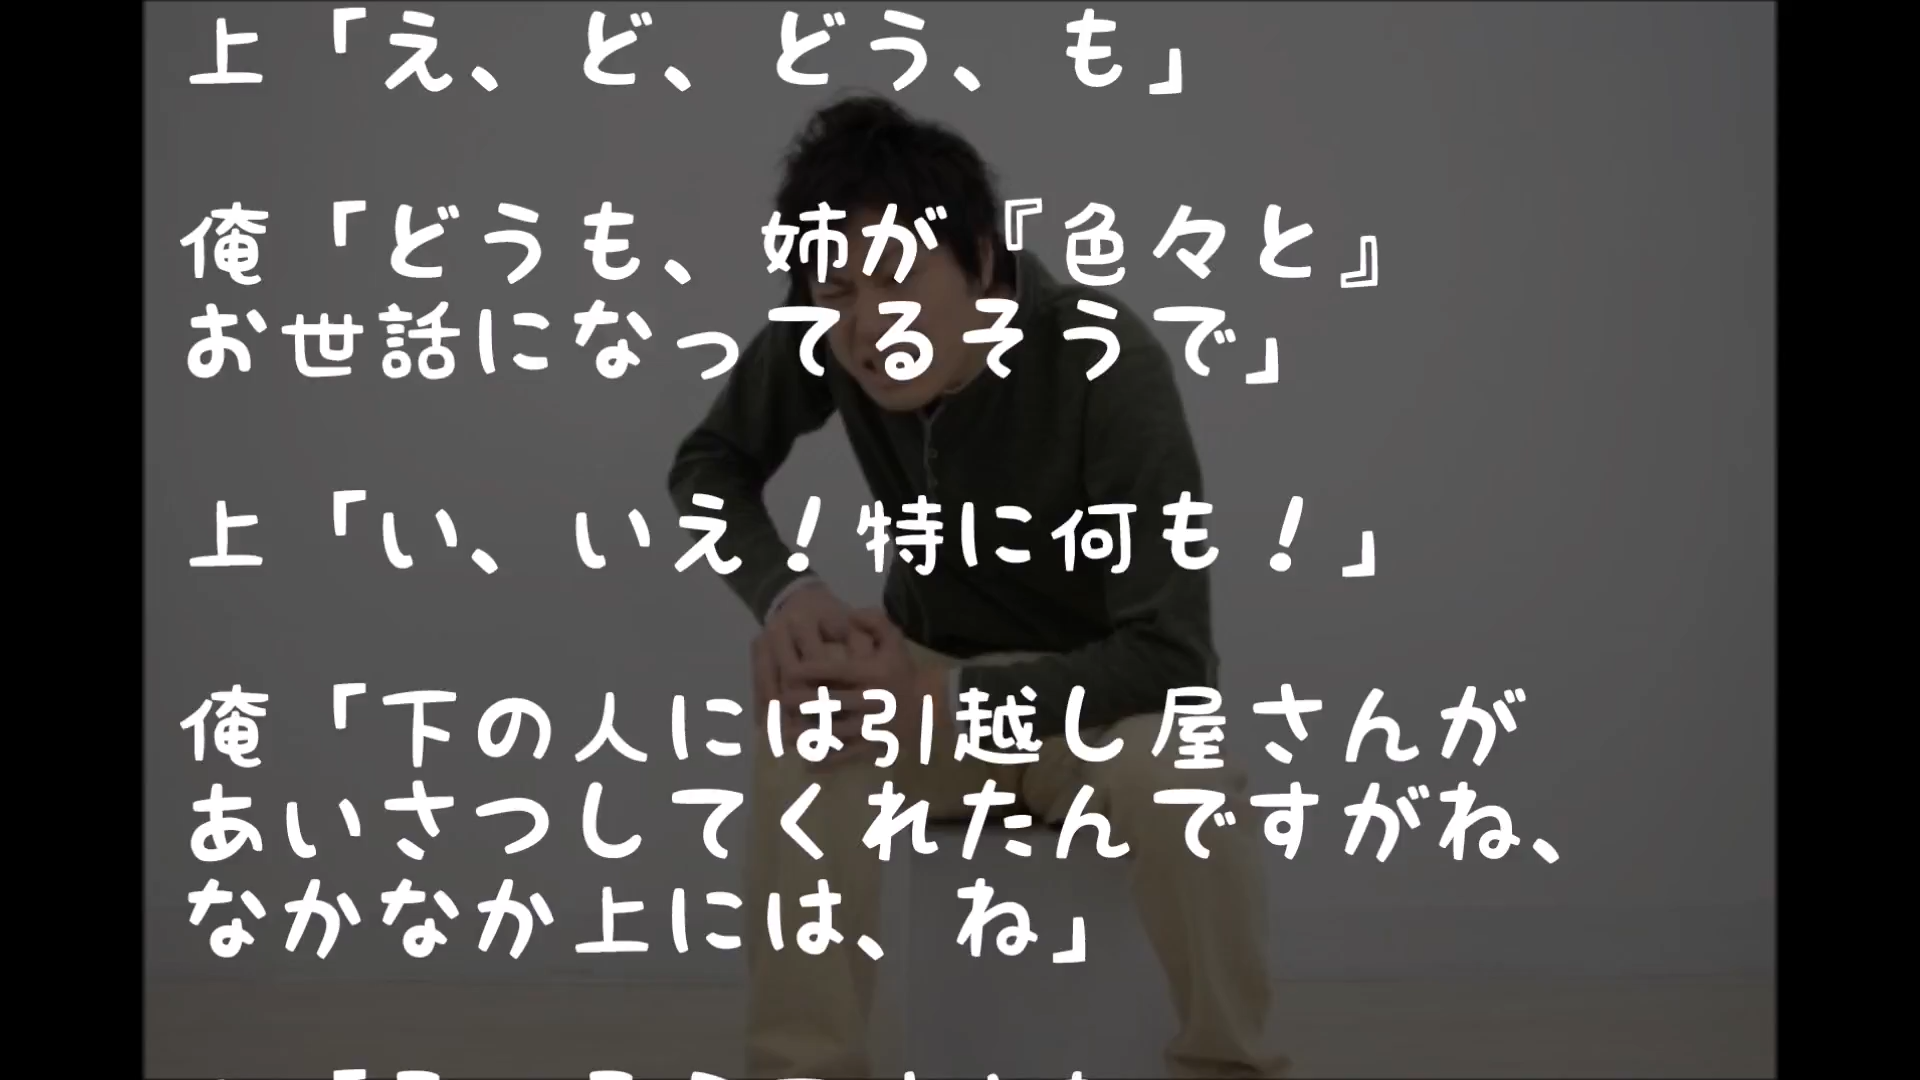 上「え、ど、どう、も」
俺「どうも、姉が『色々と』
お世話になってるそうで」
上「い、いえ！特に何も！」
俺「下の人には引越し屋さんが
あいさつしてくれたんですがね、
なかなか上には、ね」